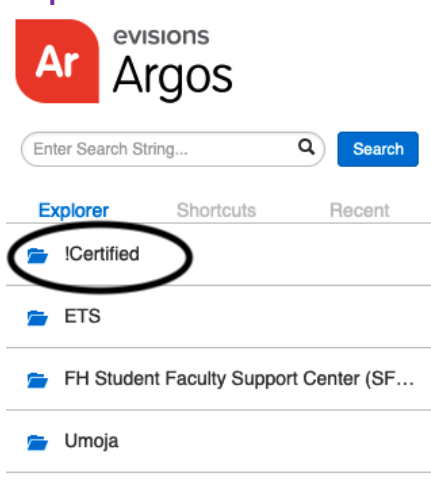 evisions
Ar Argos
Enter Search String... Search
Explorer Shortcuts Recent
!Certified
ETS
FH Student Faculty Support Center (SF...
Umoja